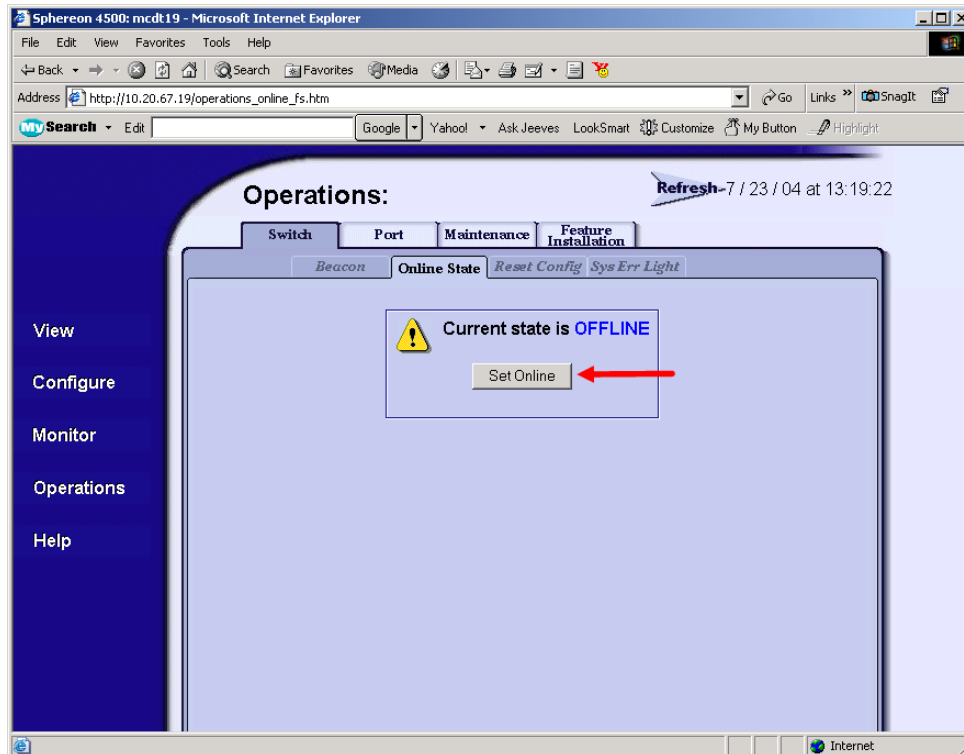 Sphereon 4500: mcdt19 - Microsoft Internet Explorer
File Edit View Favorites Tools Help
Back Search Favorites Media
Address http://10.20.67.19/operations_online_fs.htm Go Links » SnagIt
My Search Edit Google Yahoo! Ask Jeeves LookSmart Customize My Button Highlight
Operations:
Refresh-7 / 23 / 04 at 13:19:22
Switch Port Maintenance Feature Installation
Beacon Online State Reset Config Sys Err Light
Current state is OFFLINE
Set Online
View
Configure
Monitor
Operations
Help
Internet